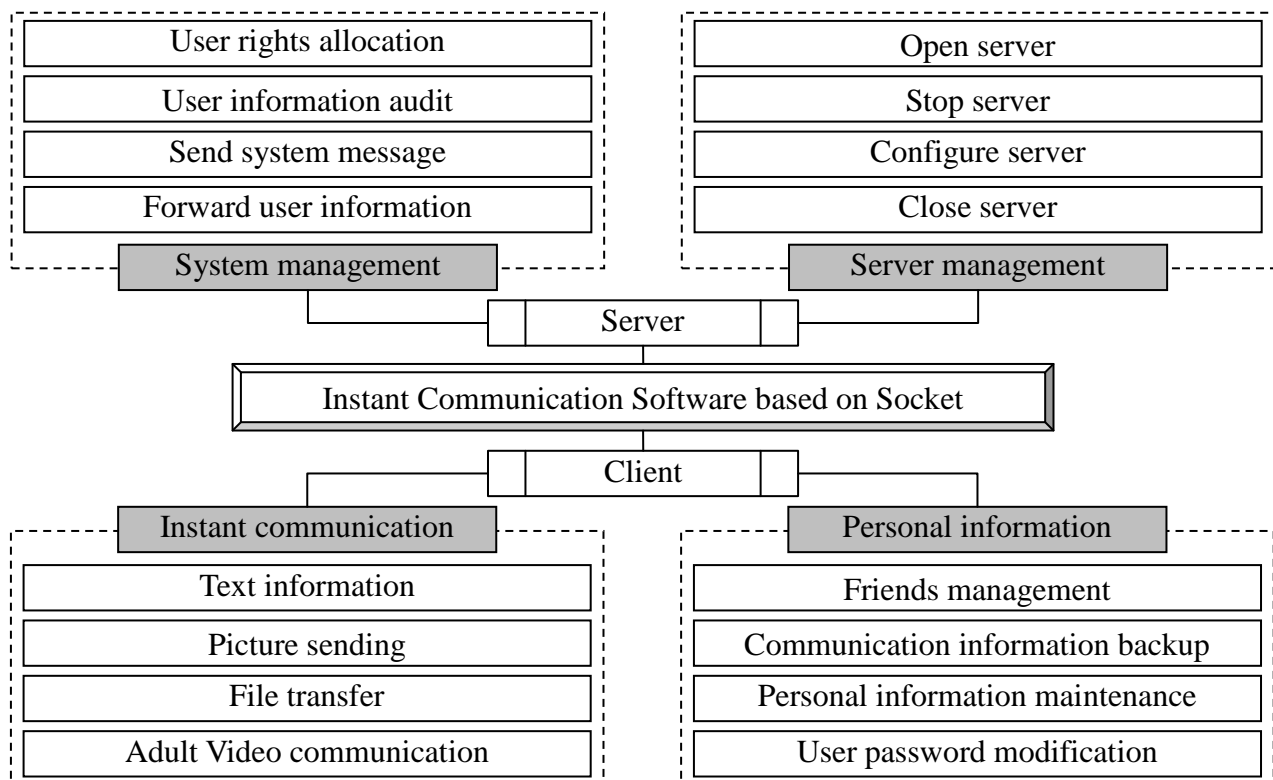 User rights allocation
User information audit
Send system message
Forward user information
System management
Open server
Stop server
Configure server
Close server
Server management
Server
Instant Communication Software based on Socket
Client
Instant communication
Text information
Picture sending
File transfer
Adult Video communication
Personal information
Friends management
Communication information backup
Personal information maintenance
User password modification